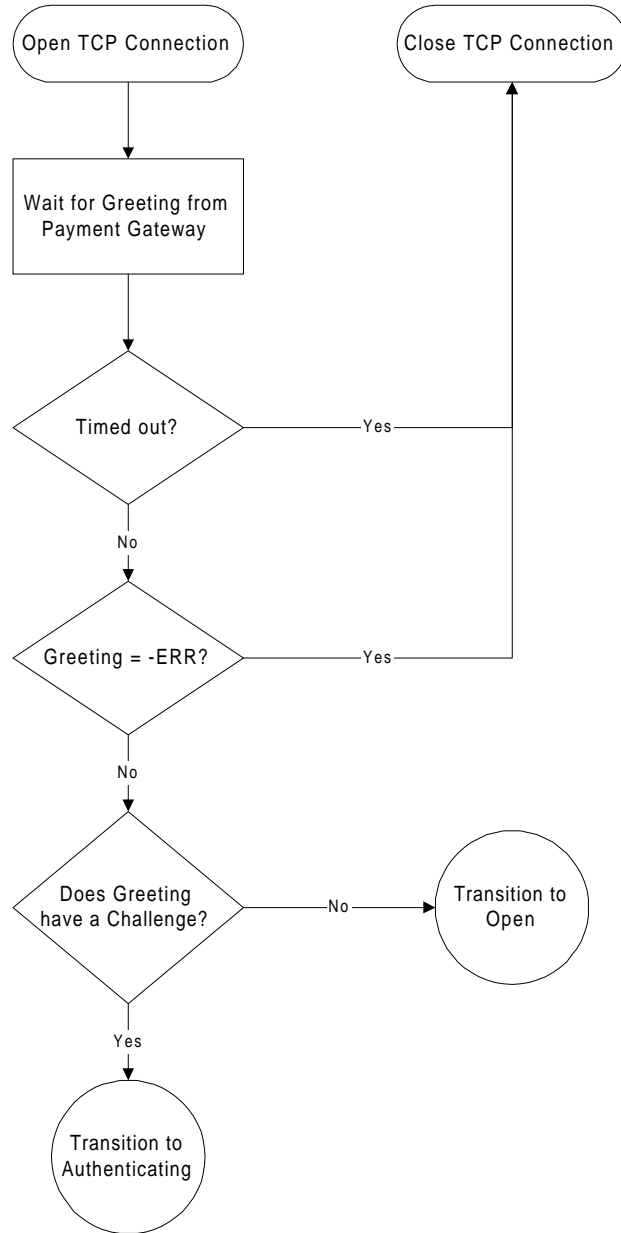 Open TCP Connection
Close TCP Connection
Wait for Greeting from
Payment Gateway
Timed out?
Yes
No
Greeting = -ERR?
Yes
No
Does Greeting
have a Challenge?
No
Transition to
Open
Yes
Transition to
Authenticating